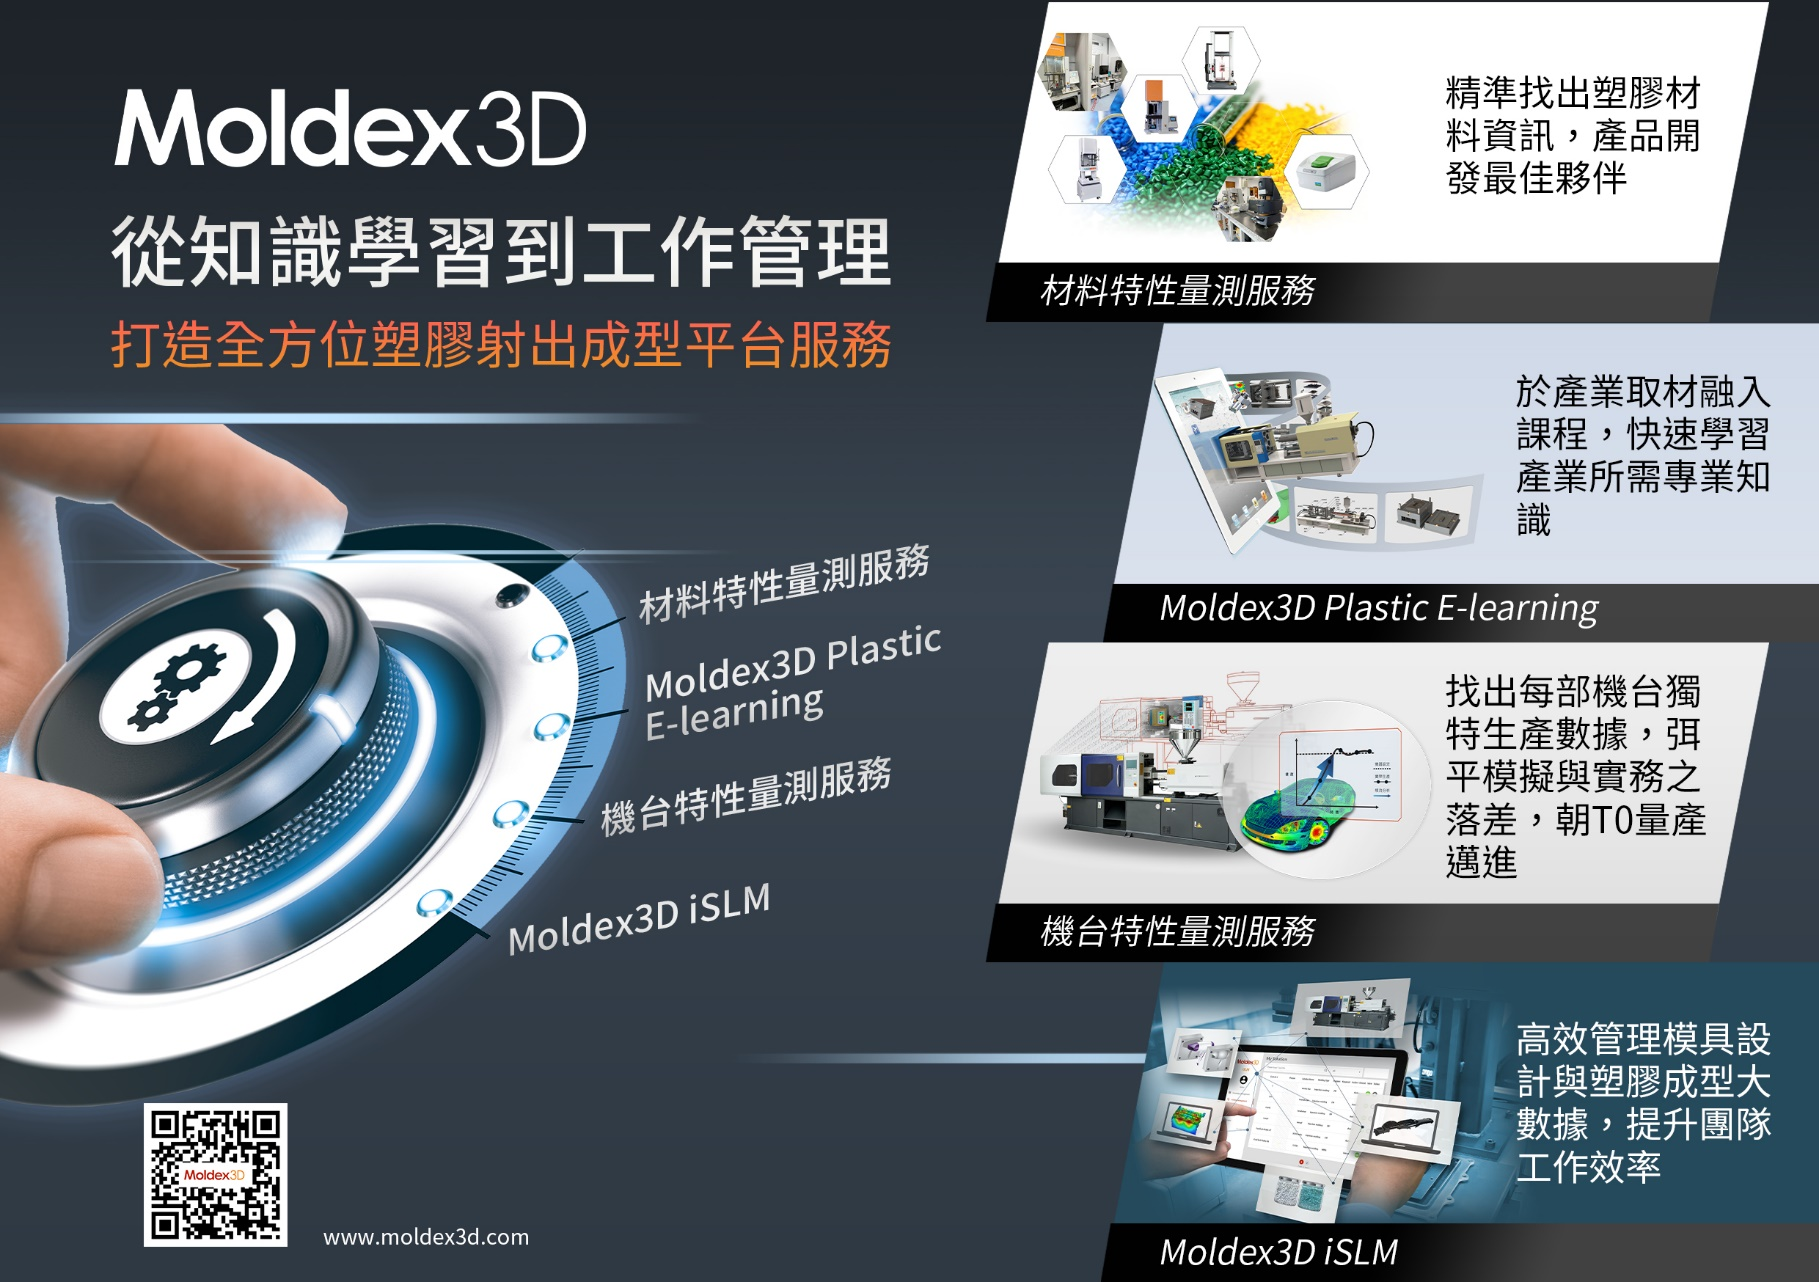 Moldex3D
從知識學習到工作管理
打造全方位塑膠射出成型平台服務
材料特性量測服務
Moldex3D Plastic
E-learning
機台特性量測服務
Moldex3D iSLM
Moldex3D
www.moldex3d.com
精準找出塑膠材
料資訊，產品開
發最佳夥伴
材料特性量測服務
於產業取材融入
課程，快速學習
產業所需專業知
識
Moldex3D Plastic E-learning
找出每部機台獨
特生產數據，弭
平模擬與實務之
落差，朝T0量產
邁進
機台特性量測服務
Moldex3D
高效管理模具設
計與塑膠成型大
數據，提升團隊
工作效率
Moldex3D iSLM